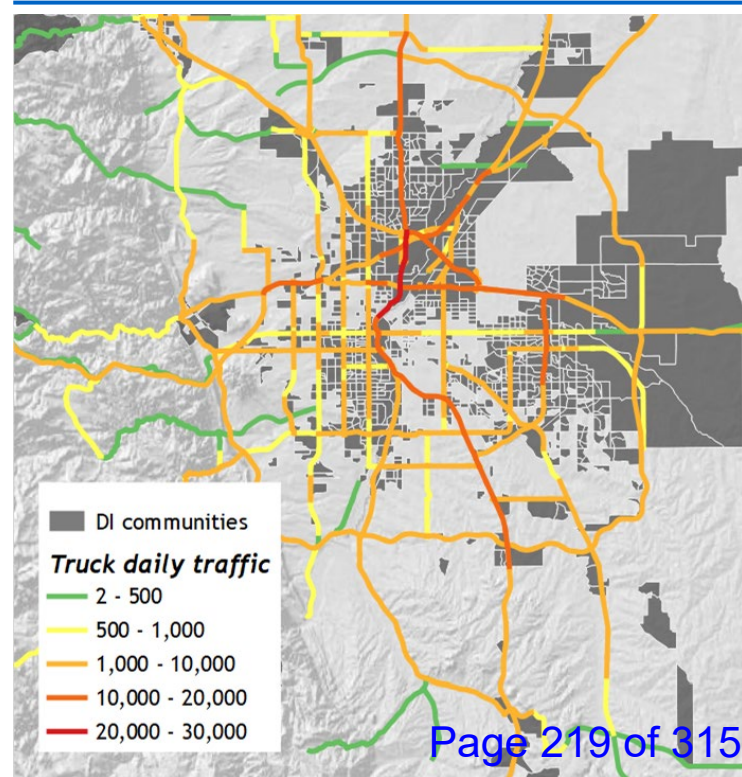 DI communities
Truck daily traffic
2 - 500
500 - 1,000
1,000 - 10,000
10,000 - 20,000
20,000 - 30,000
Page 219 of 315